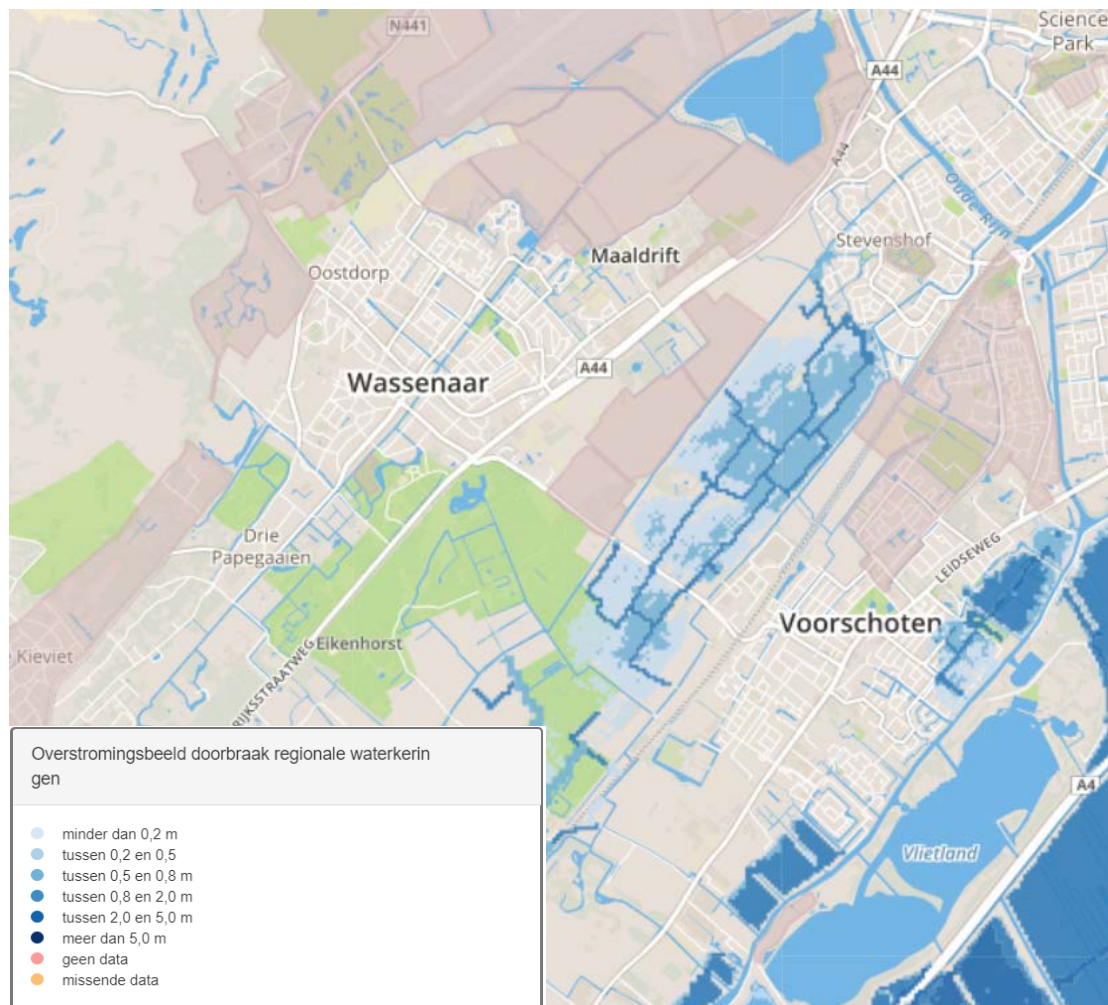 N441
Science
Park
A44
A44
Oude Rijn
Stevenshof
Maaldrift
Oostdorp
A44
Wassenaar
Drie
Papegaaien
LEIDSEWEG
Voorschoten
Eikenhorst
Kieviet
RIJKSSTRAATWEG
A4
Vlietland
Overstromingsbeeld doorbraak regionale waterkerin
gen
minder dan 0,2 m
tussen 0,2 en 0,5
tussen 0,5 en 0,8 m
tussen 0,8 en 2,0 m
tussen 2,0 en 5,0 m
meer dan 5,0 m
geen data
missende data